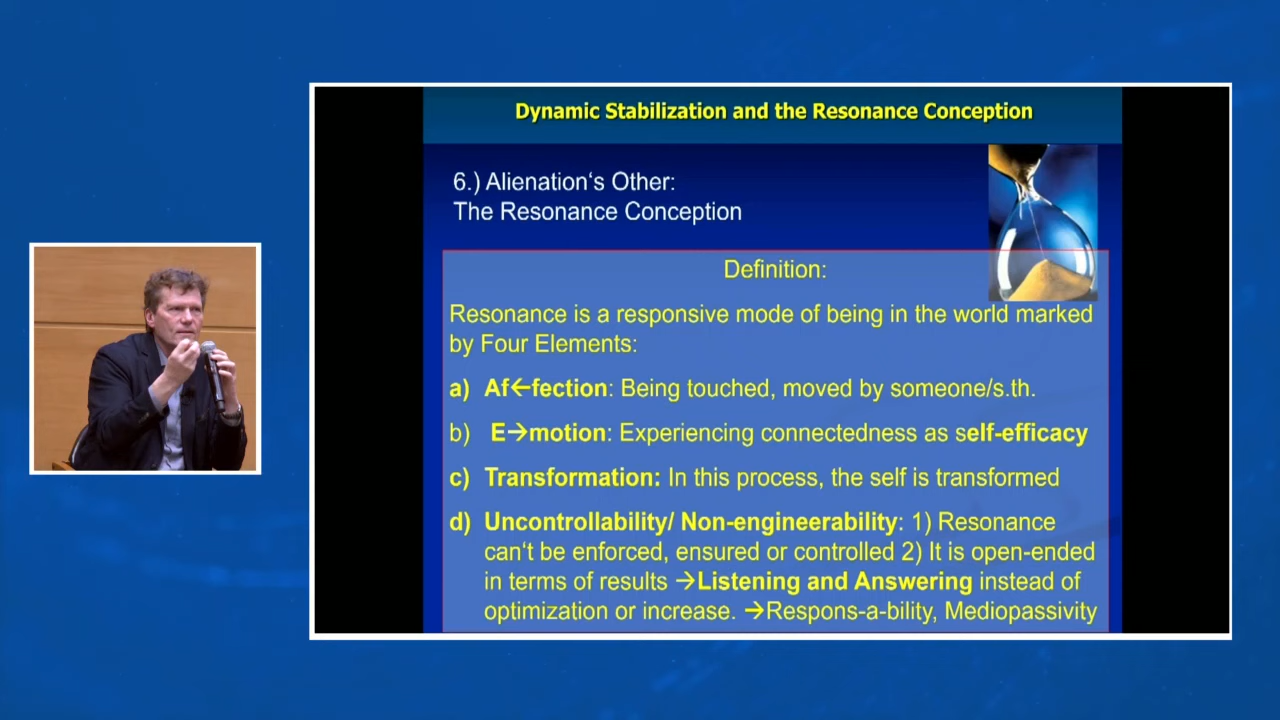 Dynamic Stabilization and the Resonance Conception
6.) Alienation‘s Other:
The Resonance Conception
Definition:
Resonance is a responsive mode of being in the world marked
by Four Elements:
a) Af←fection: Being touched, moved by someone/s.th.
b) E→motion: Experiencing connectedness as self-efficacy
c) Transformation: In this process, the self is transformed
d) Uncontrollability/ Non-engineerability: 1) Resonance
can‘t be enforced, ensured or controlled 2) It is open-ended
in terms of results →Listening and Answering instead of
optimization or increase. →Respons-a-bility, Mediopassivity